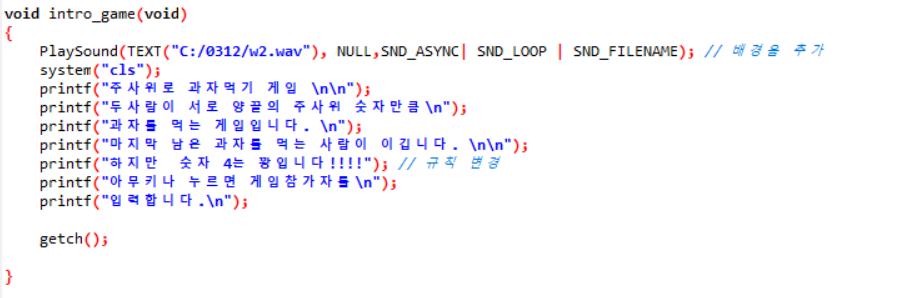 void intro_game(void)
{
PlaySound(TEXT("C:/0312/w2.wav"), NULL,SND_ASYNC| SND_LOOP | SND_FILENAME); // 배경음 추가
system("cls");
printf("주사위로 과자먹기 게임 \n\n");
printf("두사람이 서로 양끝의 주사위 숫자만큼\n");
printf("과자를 먹는 게임입니다. \n");
printf("마지막 남은 과자를 먹는 사람이 이깁니다. \n\n");
printf("하지만 숫자 4는 꽝입니다!!!!"); // 규칙 변경
printf("아무키나 누르면 게임참가자를\n");
printf("입력합니다.\n");
getch();
}